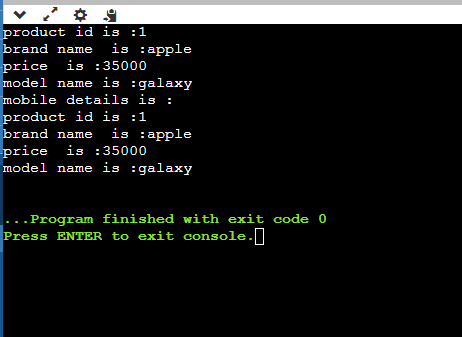 product id is :1
brand name  is :apple
price  is :35000
model name is :galaxy
mobile details is :
product id is :1
brand name  is :apple
price  is :35000
model name is :galaxy
...Program finished with exit code 0
Press ENTER to exit console.